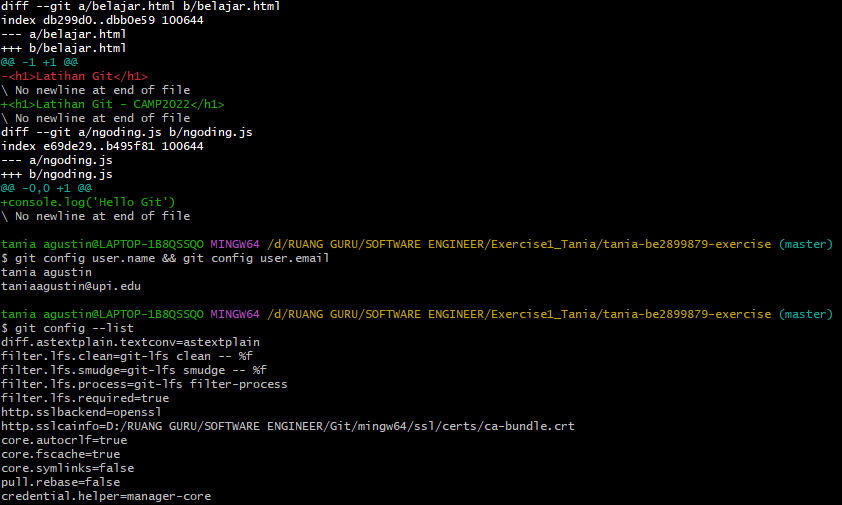 diff --git a/belajar.html b/belajar.html
index db299d0..dbb0e59 100644
--- a/belajar.html
+++ b/belajar.html
@@ -1 +1 @@
-<h1>Latihan Git</h1>
\ No newline at end of file
+<h1>Latihan Git - CAMP2022</h1>
\ No newline at end of file
diff --git a/ngoding.js b/ngoding.js
index e69de29..b495f81 100644
--- a/ngoding.js
+++ b/ngoding.js
@@ -0,0 +1 @@
+console.log('Hello Git')
\ No newline at end of file
tania agustin@LAPTOP-1B8QSSQO MINGW64 /d/RUANG GURU/SOFTWARE ENGINEER/Exercise1_Tania/tania-be2899879-exercise (master)
$ git config user.name && git config user.email
tania agustin
taniaagustin@upi.edu
tania agustin@LAPTOP-1B8QSSQO MINGW64 /d/RUANG GURU/SOFTWARE ENGINEER/Exercise1_Tania/tania-be2899879-exercise (master)
$ git config --list
diff.astextplain.textconv=astextplain
filter.lfs.clean=git-lfs clean -- %f
filter.lfs.smudge=git-lfs smudge -- %f
filter.lfs.process=git-lfs filter-process
filter.lfs.required=true
http.sslbackend=openssl
http.sslcainfo=D:/RUANG GURU/SOFTWARE ENGINEER/Git/mingw64/ssl/certs/ca-bundle.crt
core.autocrlf=true
core.fscache=true
core.symlinks=false
pull.rebase=false
credential.helper=manager-core